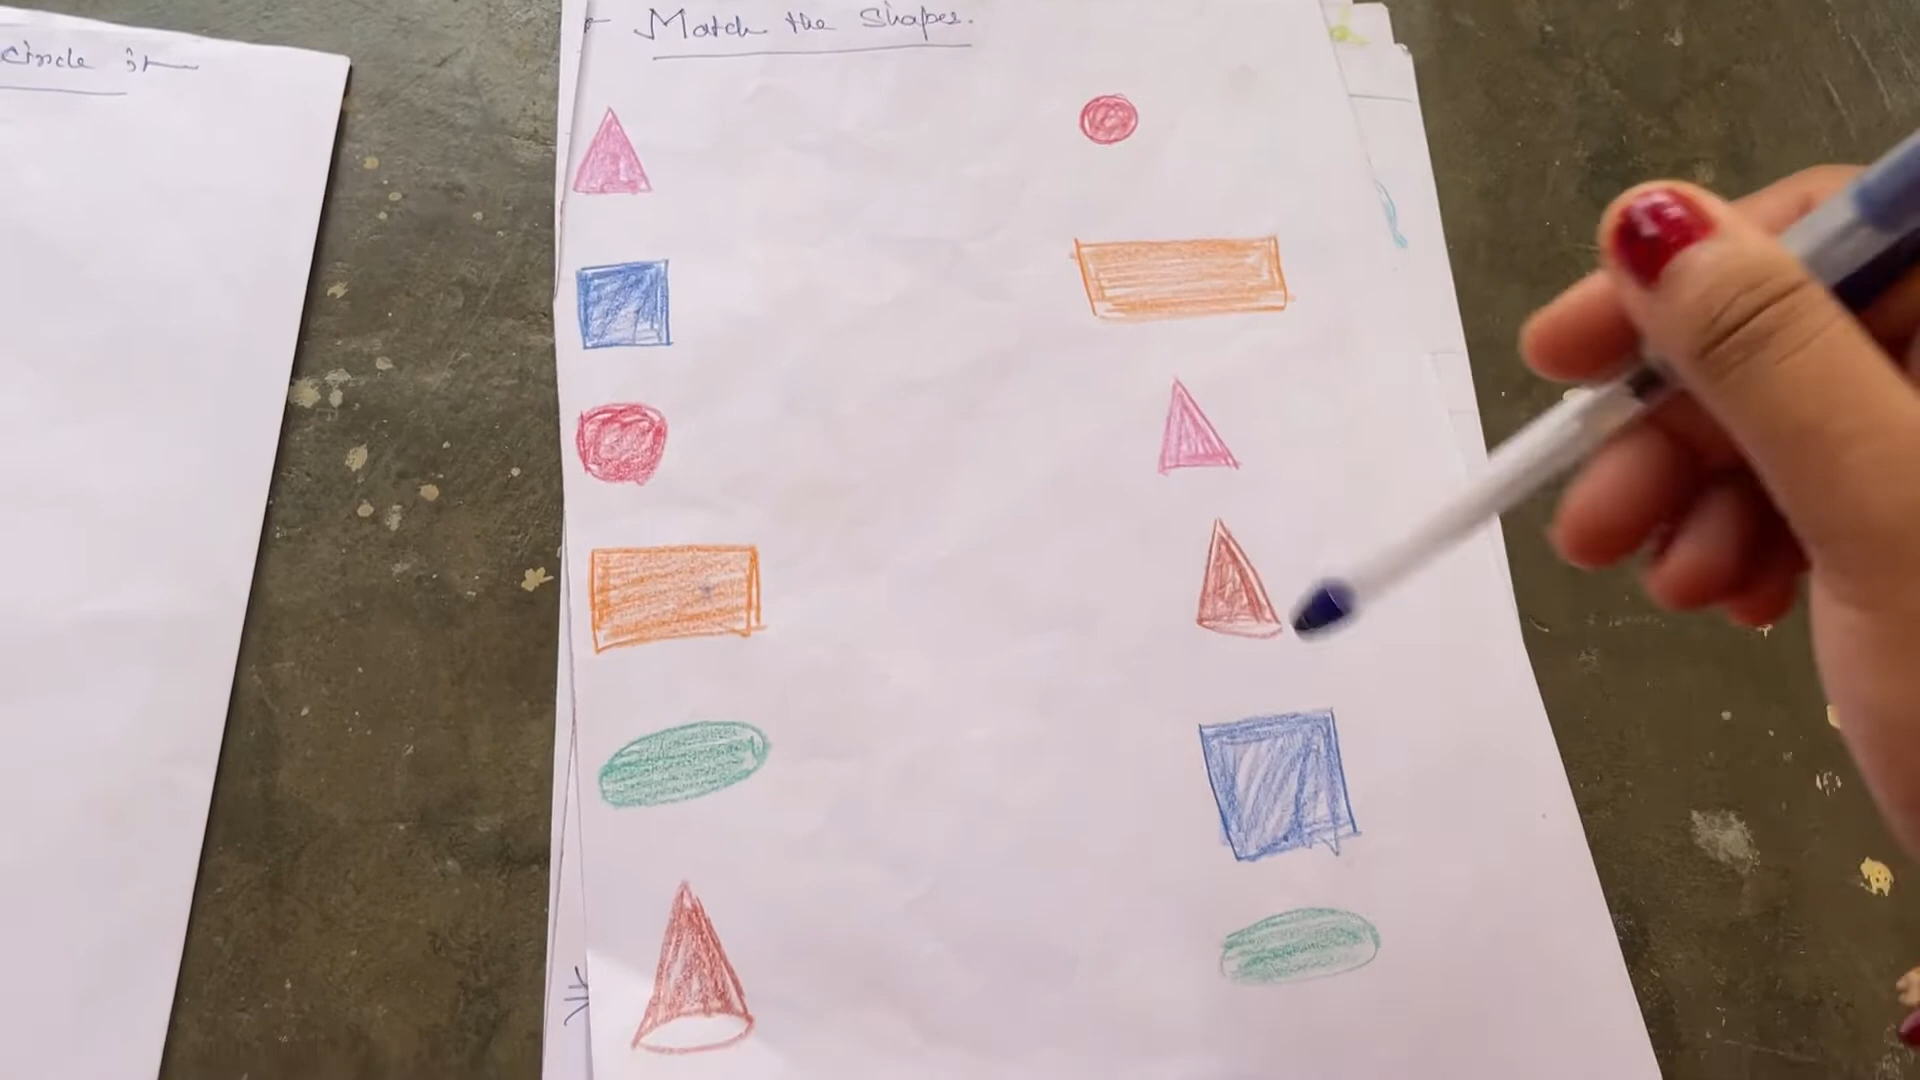 circle it
Match the Shapes.